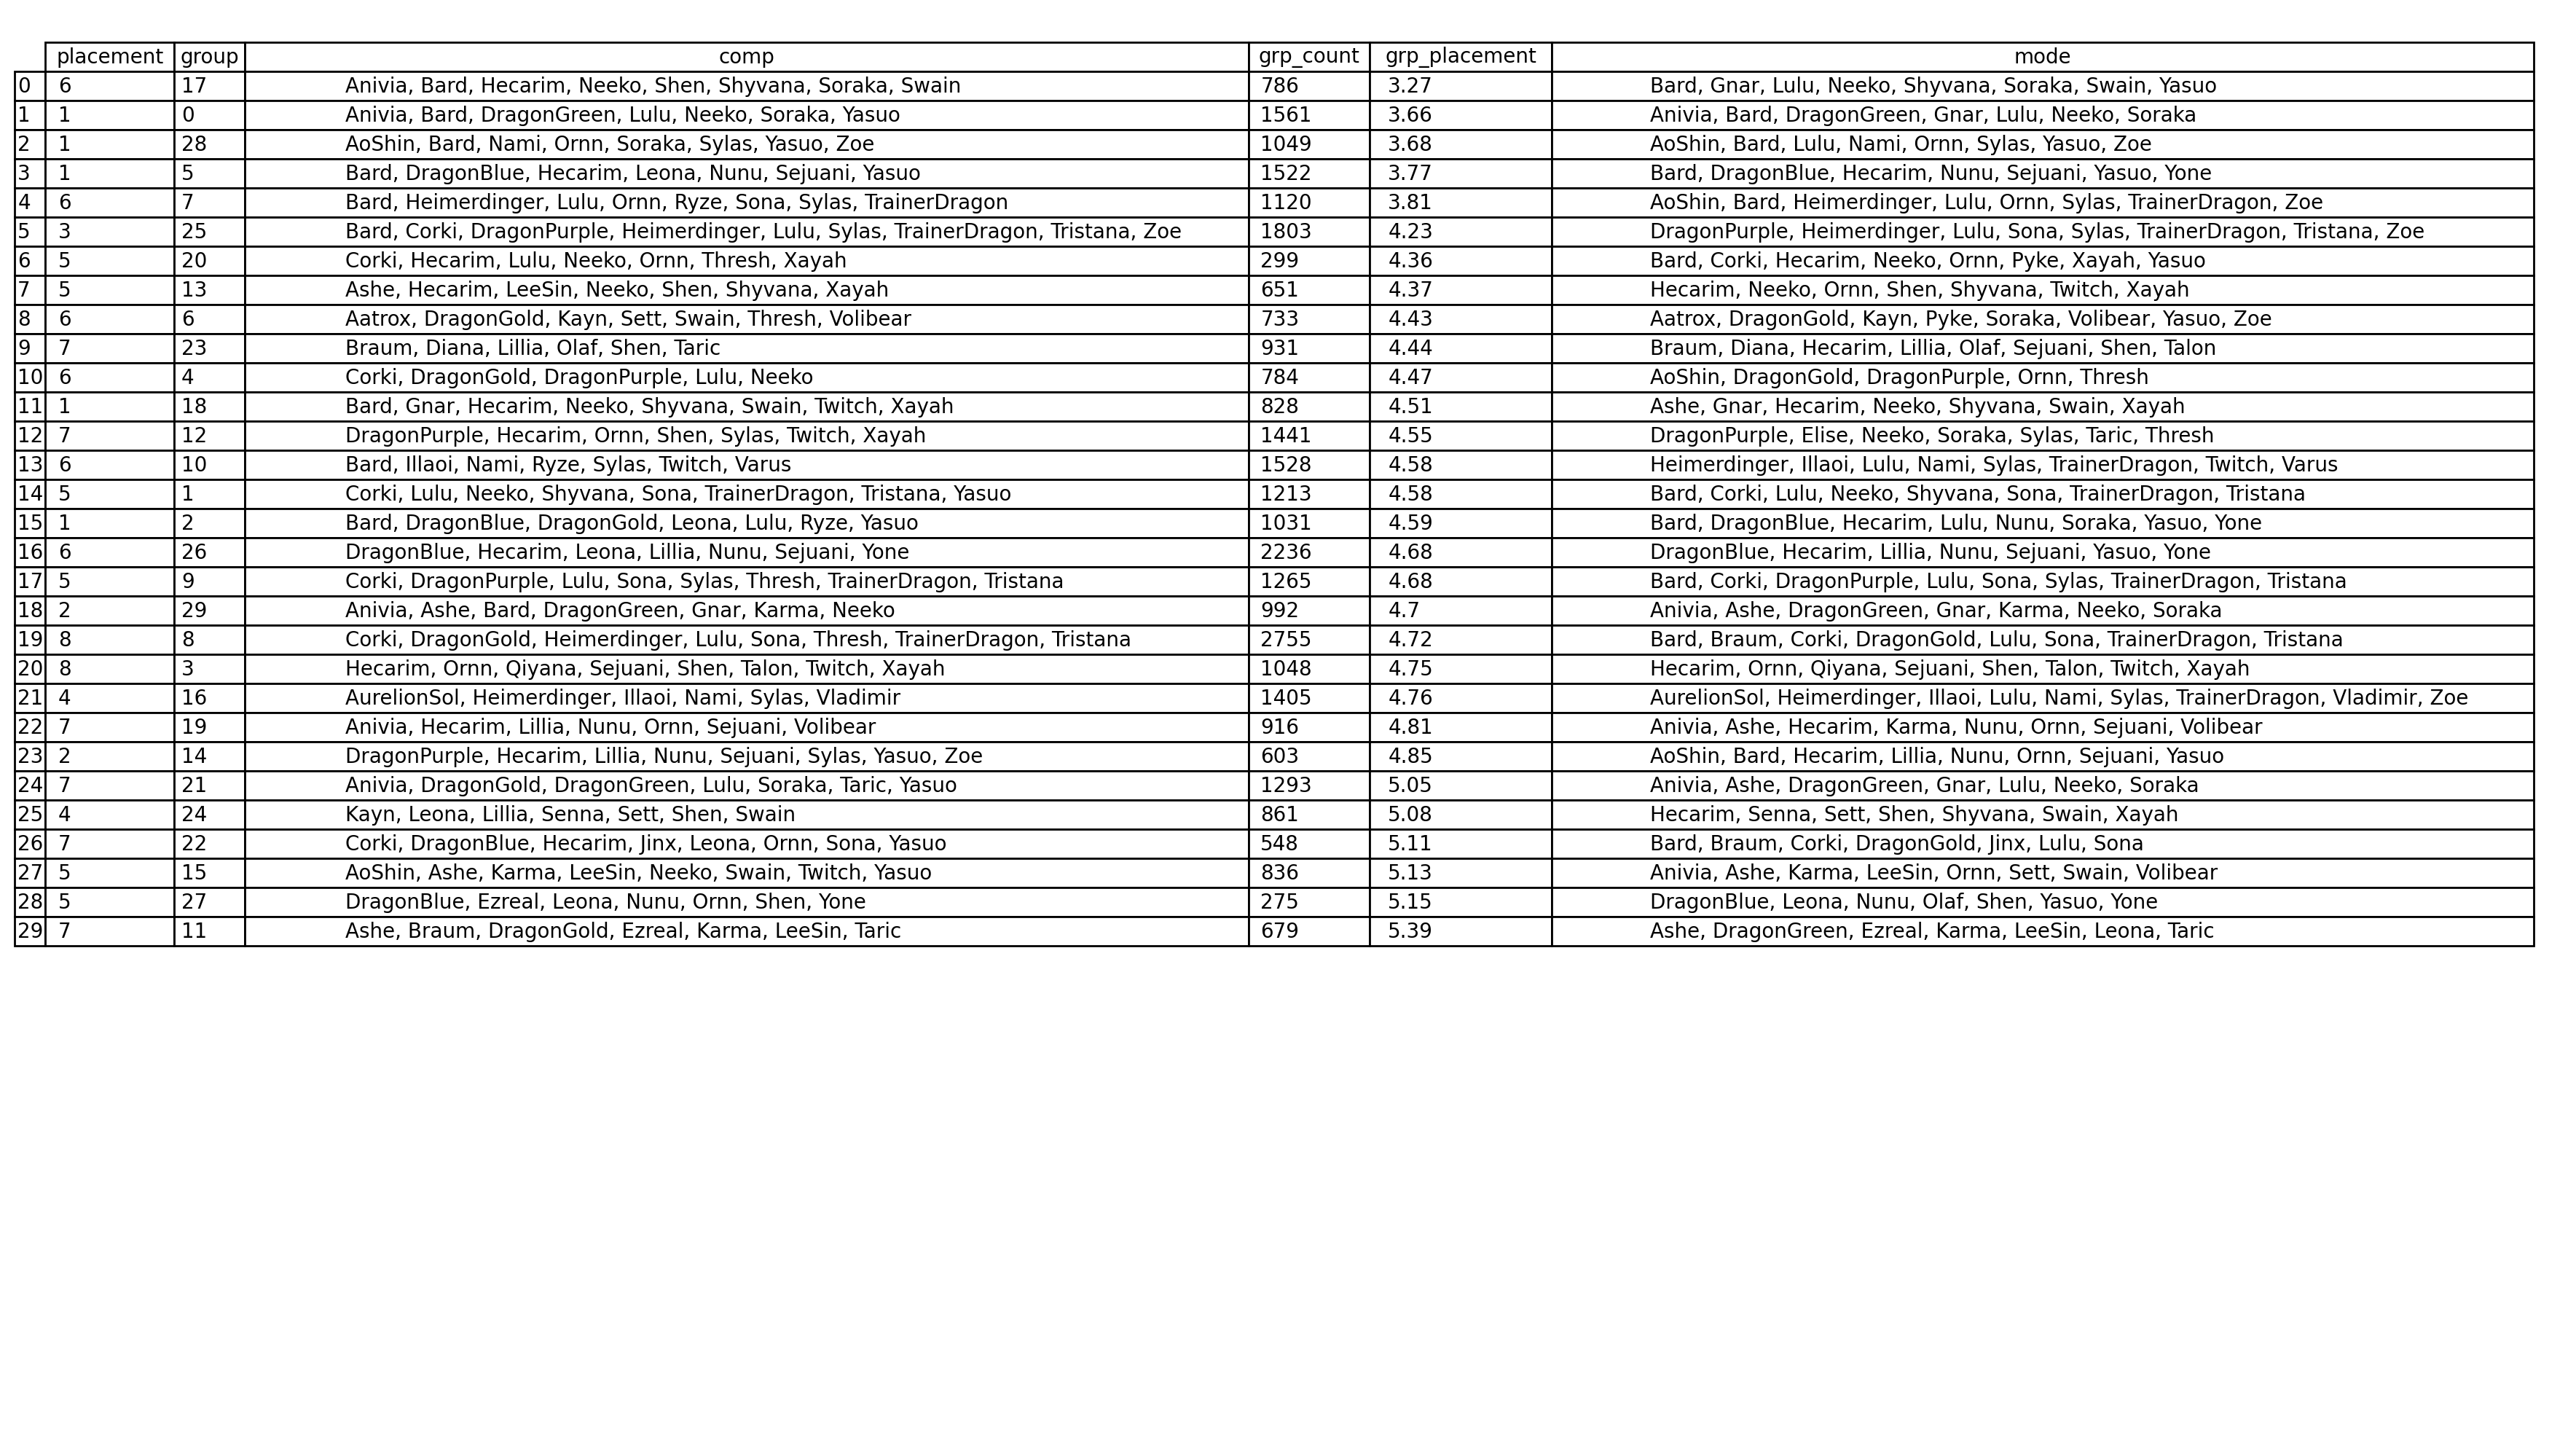 placement group comp grp_count grp_placement mode
0 6 17 Anivia, Bard, Hecarim, Neeko, Shen, Shyvana, Soraka, Swain 786 3.27 Bard, Gnar, Lulu, Neeko, Shyvana, Soraka, Swain, Yasuo
1 1 0 Anivia, Bard, DragonGreen, Lulu, Neeko, Soraka, Yasuo 1561 3.66 Anivia, Bard, DragonGreen, Gnar, Lulu, Neeko, Soraka
2 1 28 AoShin, Bard, Nami, Ornn, Soraka, Sylas, Yasuo, Zoe 1049 3.68 AoShin, Bard, Lulu, Nami, Ornn, Sylas, Yasuo, Zoe
3 1 5 Bard, DragonBlue, Hecarim, Leona, Nunu, Sejuani, Yasuo 1522 3.77 Bard, DragonBlue, Hecarim, Nunu, Sejuani, Yasuo, Yone
4 6 7 Bard, Heimerdinger, Lulu, Ornn, Ryze, Sona, Sylas, TrainerDragon 1120 3.81 AoShin, Bard, Heimerdinger, Lulu, Ornn, Sylas, TrainerDragon, Zoe
5 3 25 Bard, Corki, DragonPurple, Heimerdinger, Lulu, Sylas, TrainerDragon, Tristana, Zoe 1803 4.23 DragonPurple, Heimerdinger, Lulu, Sona, Sylas, TrainerDragon, Tristana, Zoe
6 5 20 Corki, Hecarim, Lulu, Neeko, Ornn, Thresh, Xayah 299 4.36 Bard, Corki, Hecarim, Neeko, Ornn, Pyke, Xayah, Yasuo
7 5 13 Ashe, Hecarim, LeeSin, Neeko, Shen, Shyvana, Xayah 651 4.37 Hecarim, Neeko, Ornn, Shen, Shyvana, Twitch, Xayah
8 6 6 Aatrox, DragonGold, Kayn, Sett, Swain, Thresh, Volibear 733 4.43 Aatrox, DragonGold, Kayn, Pyke, Soraka, Volibear, Yasuo, Zoe
9 7 23 Braum, Diana, Lillia, Olaf, Shen, Taric 931 4.44 Braum, Diana, Hecarim, Lillia, Olaf, Sejuani, Shen, Talon
10 6 4 Corki, DragonGold, DragonPurple, Lulu, Neeko 784 4.47 AoShin, DragonGold, DragonPurple, Ornn, Thresh
11 1 18 Bard, Gnar, Hecarim, Neeko, Shyvana, Swain, Twitch, Xayah 828 4.51 Ashe, Gnar, Hecarim, Neeko, Shyvana, Swain, Xayah
12 7 12 DragonPurple, Hecarim, Ornn, Shen, Sylas, Twitch, Xayah 1441 4.55 DragonPurple, Elise, Neeko, Soraka, Sylas, Taric, Thresh
13 6 10 Bard, Illaoi, Nami, Ryze, Sylas, Twitch, Varus 1528 4.58 Heimerdinger, Illaoi, Lulu, Nami, Sylas, TrainerDragon, Twitch, Varus
14 5 1 Corki, Lulu, Neeko, Shyvana, Sona, TrainerDragon, Tristana, Yasuo 1213 4.58 Bard, Corki, Lulu, Neeko, Shyvana, Sona, TrainerDragon, Tristana
15 1 2 Bard, DragonBlue, DragonGold, Leona, Lulu, Ryze, Yasuo 1031 4.59 Bard, DragonBlue, Hecarim, Lulu, Nunu, Soraka, Yasuo, Yone
16 6 26 DragonBlue, Hecarim, Leona, Lillia, Nunu, Sejuani, Yone 2236 4.68 DragonBlue, Hecarim, Lillia, Nunu, Sejuani, Yasuo, Yone
17 5 9 Corki, DragonPurple, Lulu, Sona, Sylas, Thresh, TrainerDragon, Tristana 1265 4.68 Bard, Corki, DragonPurple, Lulu, Sona, Sylas, TrainerDragon, Tristana
18 2 29 Anivia, Ashe, Bard, DragonGreen, Gnar, Karma, Neeko 992 4.7 Anivia, Ashe, DragonGreen, Gnar, Karma, Neeko, Soraka
19 8 8 Corki, DragonGold, Heimerdinger, Lulu, Sona, Thresh, TrainerDragon, Tristana 2755 4.72 Bard, Braum, Corki, DragonGold, Lulu, Sona, TrainerDragon, Tristana
20 8 3 Hecarim, Ornn, Qiyana, Sejuani, Shen, Talon, Twitch, Xayah 1048 4.75 Hecarim, Ornn, Qiyana, Sejuani, Shen, Talon, Twitch, Xayah
21 4 16 AurelionSol, Heimerdinger, Illaoi, Nami, Sylas, Vladimir 1405 4.76 AurelionSol, Heimerdinger, Illaoi, Lulu, Nami, Sylas, TrainerDragon, Vladimir, Zoe
22 7 19 Anivia, Hecarim, Lillia, Nunu, Ornn, Sejuani, Volibear 916 4.81 Anivia, Ashe, Hecarim, Karma, Nunu, Ornn, Sejuani, Volibear
23 2 14 DragonPurple, Hecarim, Lillia, Nunu, Sejuani, Sylas, Yasuo, Zoe 603 4.85 AoShin, Bard, Hecarim, Lillia, Nunu, Ornn, Sejuani, Yasuo
24 7 21 Anivia, DragonGold, DragonGreen, Lulu, Soraka, Taric, Yasuo 1293 5.05 Anivia, Ashe, DragonGreen, Gnar, Lulu, Neeko, Soraka
25 4 24 Kayn, Leona, Lillia, Senna, Sett, Shen, Swain 861 5.08 Hecarim, Senna, Sett, Shen, Shyvana, Swain, Xayah
26 7 22 Corki, DragonBlue, Hecarim, Jinx, Leona, Ornn, Sona, Yasuo 548 5.11 Bard, Braum, Corki, DragonGold, Jinx, Lulu, Sona
27 5 15 AoShin, Ashe, Karma, LeeSin, Neeko, Swain, Twitch, Yasuo 836 5.13 Anivia, Ashe, Karma, LeeSin, Ornn, Sett, Swain, Volibear
28 5 27 DragonBlue, Ezreal, Leona, Nunu, Ornn, Shen, Yone 275 5.15 DragonBlue, Leona, Nunu, Olaf, Shen, Yasuo, Yone
29 7 11 Ashe, Braum, DragonGold, Ezreal, Karma, LeeSin, Taric 679 5.39 Ashe, DragonGreen, Ezreal, Karma, LeeSin, Leona, Taric